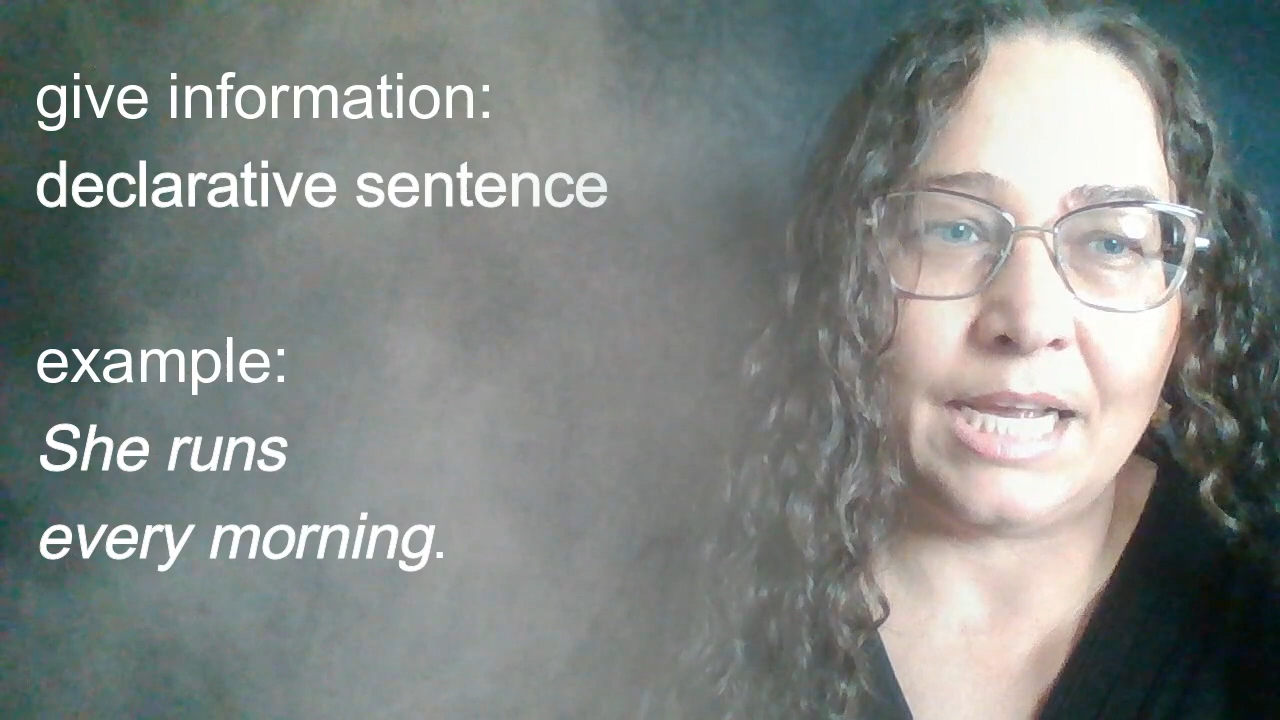 give information:
declarative sentence
example:
She runs
every morning.